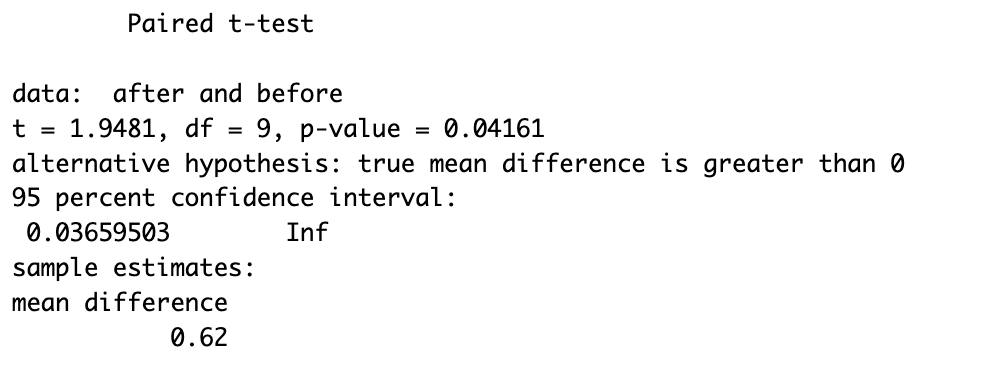 Paired t-test
data:  after and before
t = 1.9481, df = 9, p-value = 0.04161
alternative hypothesis: true mean difference is greater than 0
95 percent confidence interval:
 0.03659503        Inf
sample estimates:
mean difference
           0.62